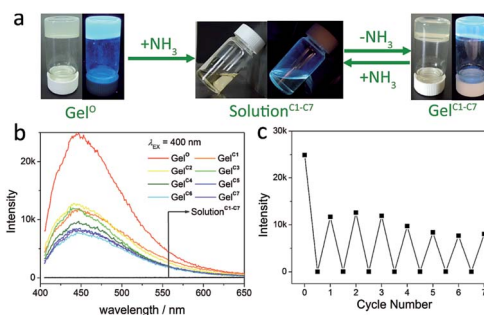 a
+NH3
-NH3
+NH3
Gel^O
Solution^C1-C7
Gel^C1-C7
b
λEX = 400 nm
Gel^O Gel^C1
Gel^C2 Gel^C3
Gel^C4 Gel^C5
Gel^C6 Gel^C7
Solution^C1-C7
Intensity
20k
10k
0
400 450 500 550 600 650
wavelength / nm
c
Intensity
30k
20k
10k
0
0 1 2 3 4 5 6 7
Cycle Number